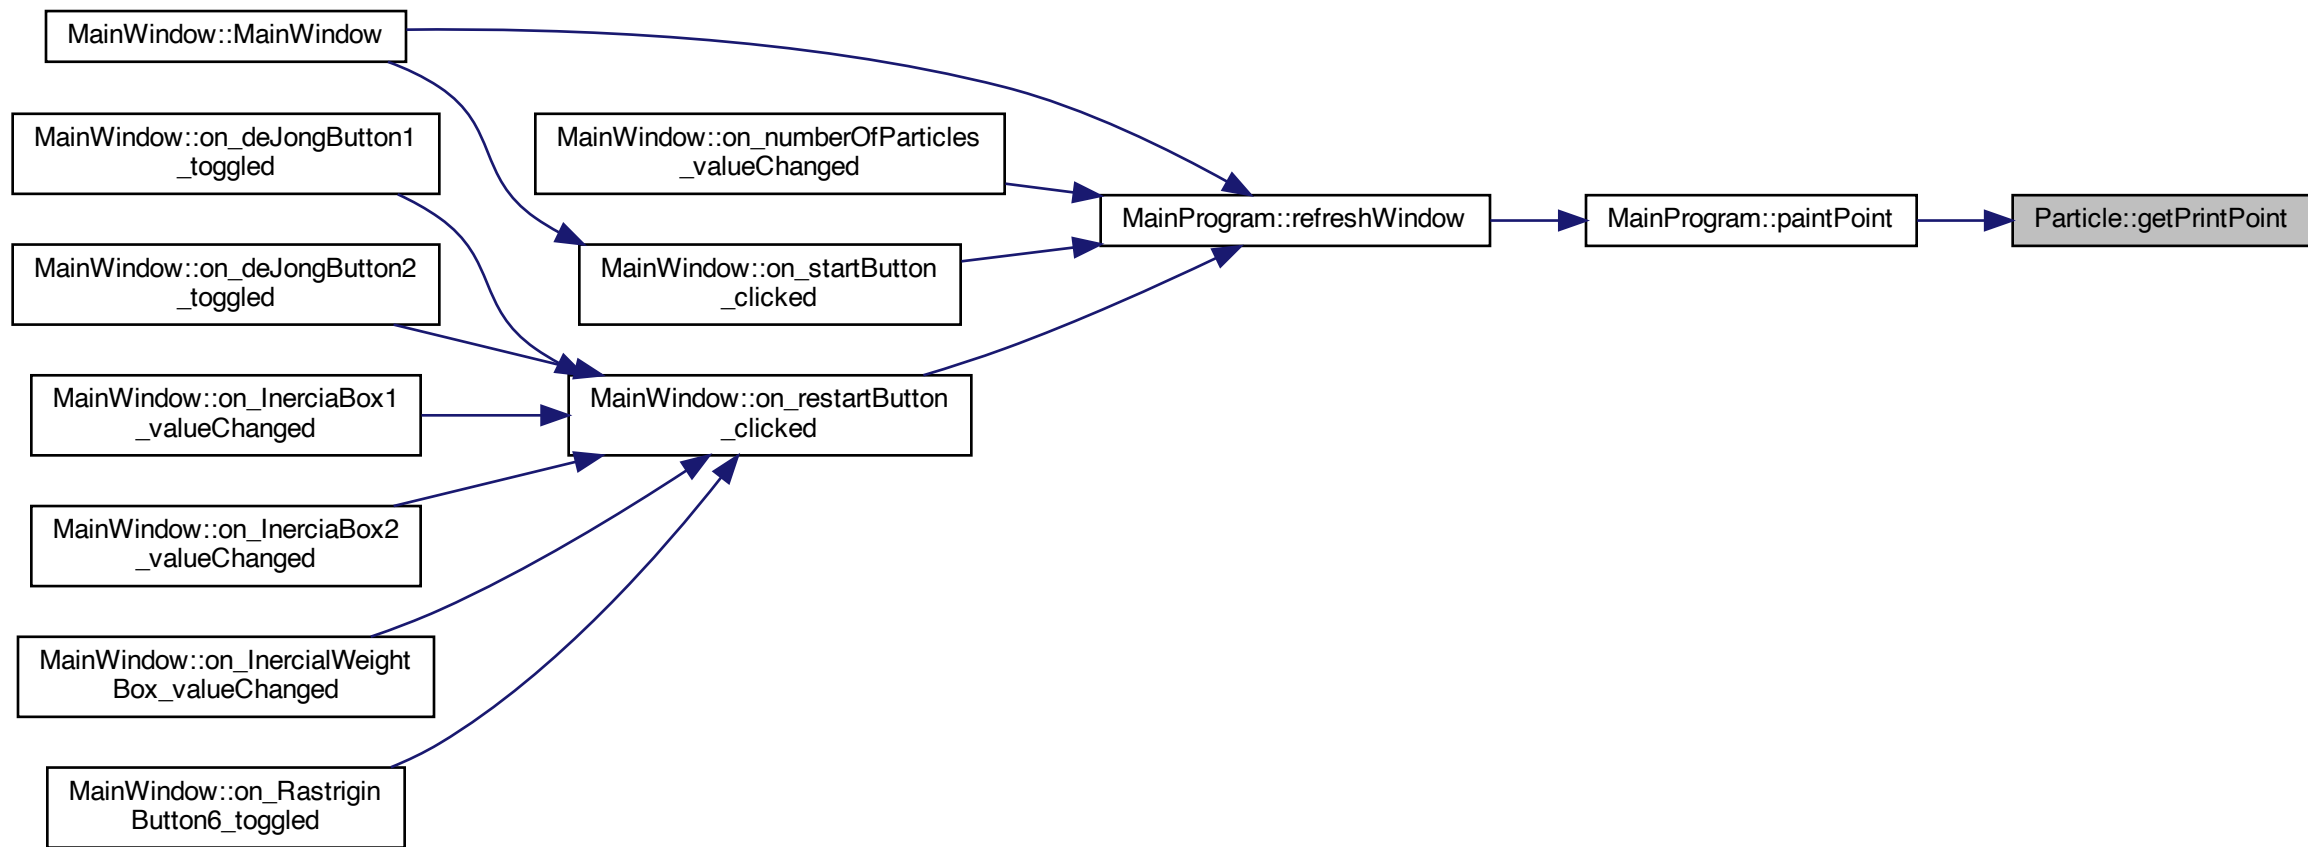 MainWindow::MainWindow
MainWindow::on_deJongButton1
_toggled
MainWindow::on_deJongButton2
_toggled
MainWindow::on_InerciaBox1
_valueChanged
MainWindow::on_InerciaBox2
_valueChanged
MainWindow::on_InercialWeight
Box_valueChanged
MainWindow::on_Rastrigin
Button6_toggled
MainWindow::on_numberOfParticles
_valueChanged
MainWindow::on_startButton
_clicked
MainWindow::on_restartButton
_clicked
MainProgram::refreshWindow
MainProgram::paintPoint
Particle::getPrintPoint